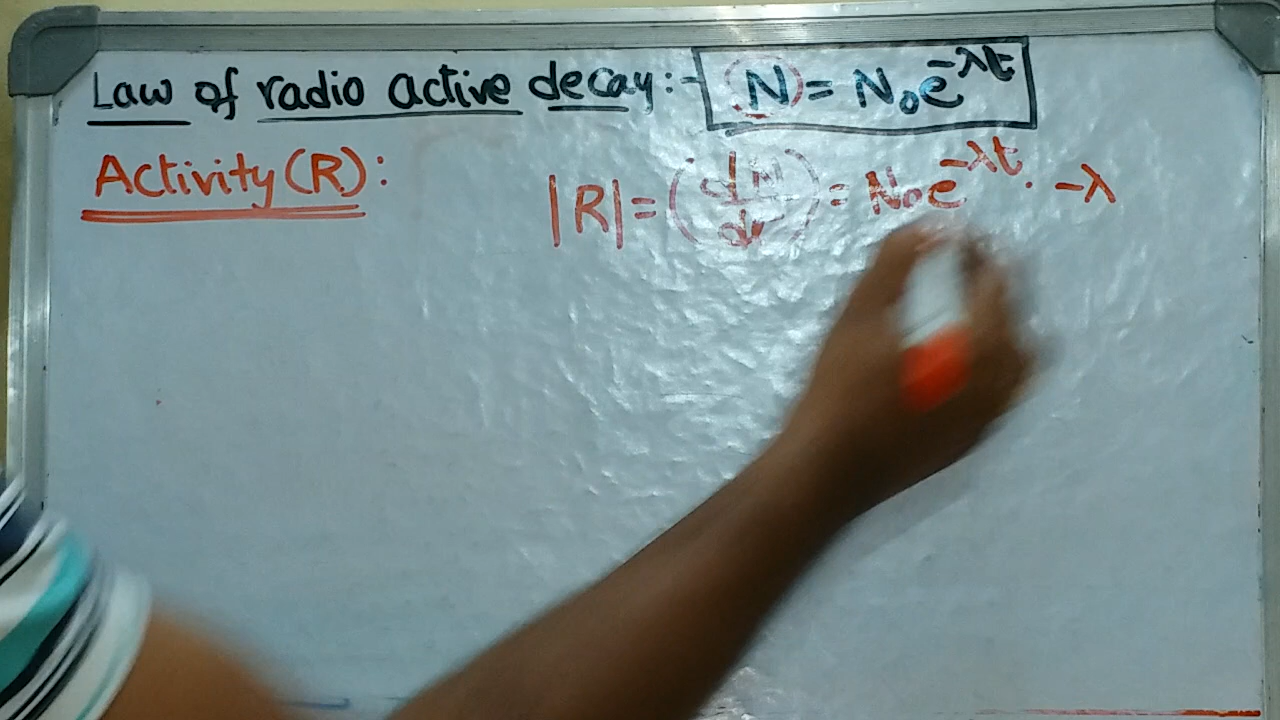 Law of radio active decay:- N = N₀e^-λt
Activity (R): |R| = (dN/dt) = N₀e^-λt . -λ